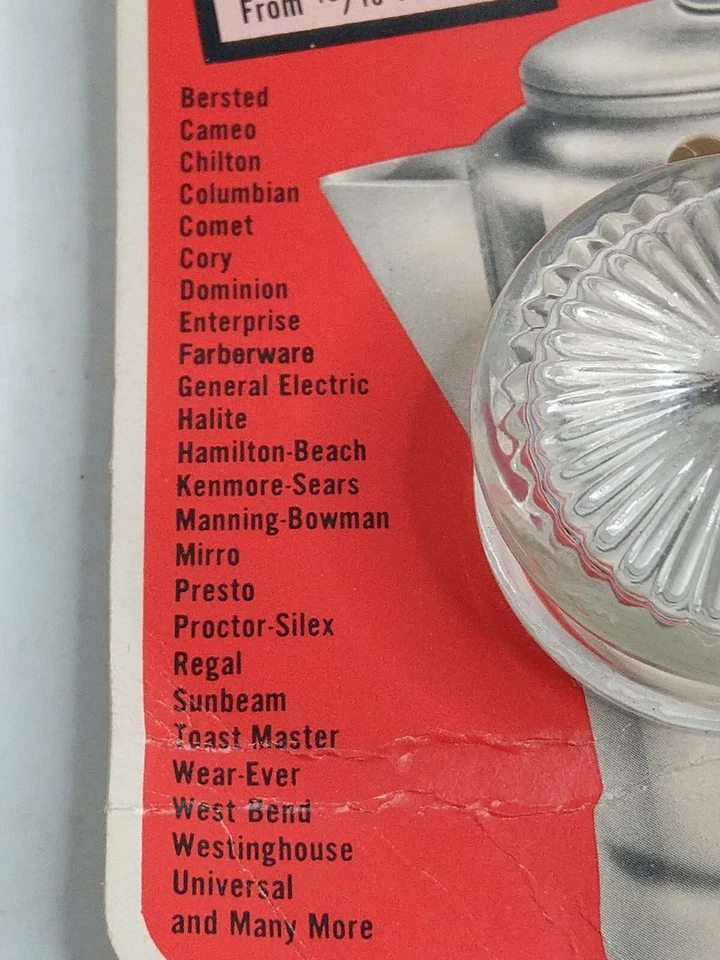 From
Bersted
Cameo
Chilton
Columbian
Comet
Cory
Dominion
Enterprise
Farberware
General Electric
Halite
Hamilton-Beach
Kenmore-Sears
Manning-Bowman
Mirro
Presto
Proctor-Silex
Regal
Sunbeam
Toast Master
Wear-Ever
West Bend
Westinghouse
Universal
and Many More